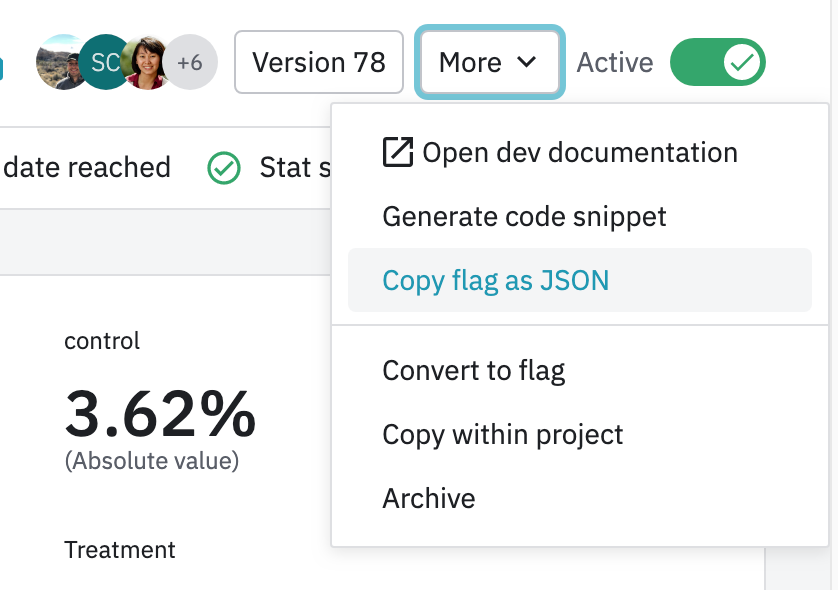 SC
+6
Version 78
More
Active
date reached
Stat s
Open dev documentation
Generate code snippet
Copy flag as JSON
Convert to flag
Copy within project
Archive
control
3.62%
(Absolute value)
Treatment